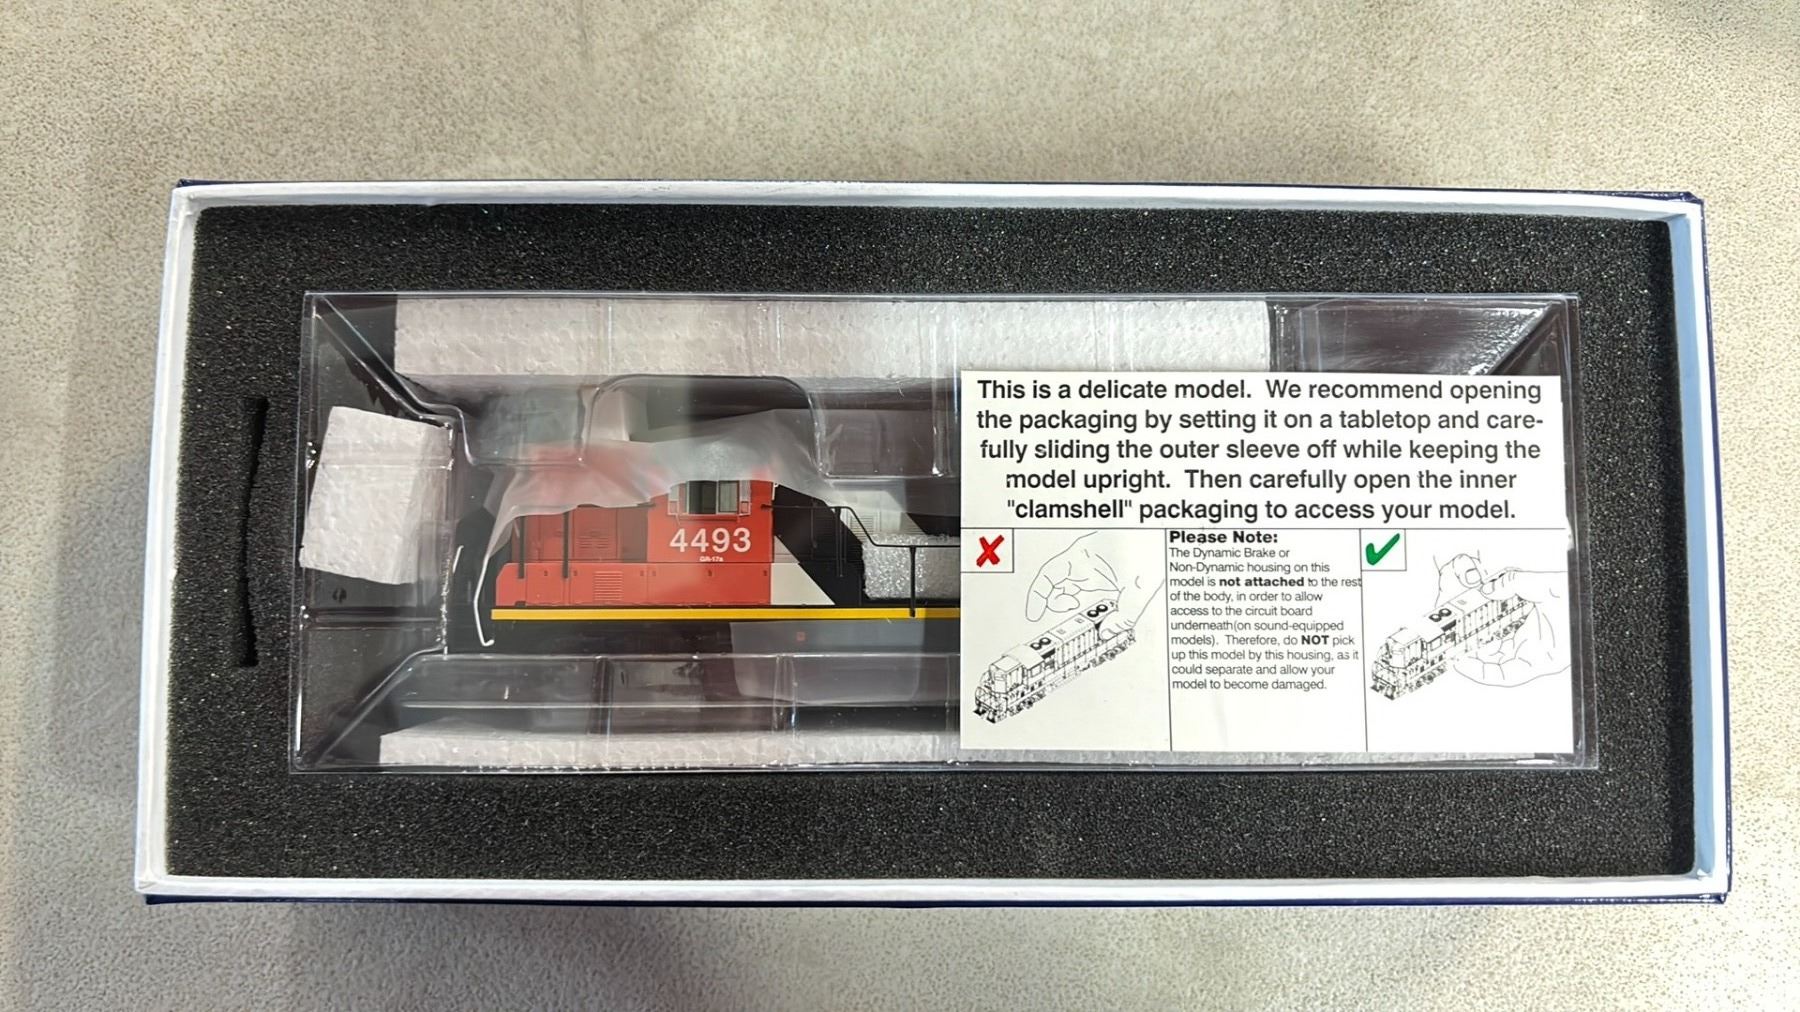 This is a delicate model. We recommend opening
the packaging by setting it on a tabletop and care-
fully sliding the outer sleeve off while keeping the
model upright. Then carefully open the inner
"clamshell" packaging to access your model.
Please Note:
The Dynamic Brake or
Non-Dynamic housing on this
model is not attached to the rest
of the body, in order to allow
access to the circuit board
underneath(on sound-equipped
models). Therefore, do NOT pick
up this model by this housing, as it
could separate and allow your
model to become damaged.
4493
GR-17a